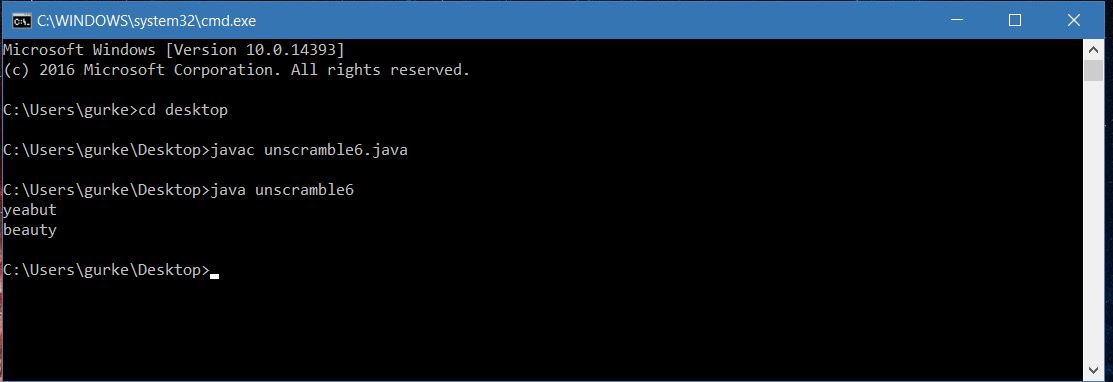 C:\WINDOWS\system32\cmd.exe
Microsoft Windows [Version 10.0.14393]
(c) 2016 Microsoft Corporation. All rights reserved.
C:\Users\gurke>cd desktop
C:\Users\gurke\Desktop>javac unscramble6.java
C:\Users\gurke\Desktop>java unscramble6
yeabut
beauty
C:\Users\gurke\Desktop>